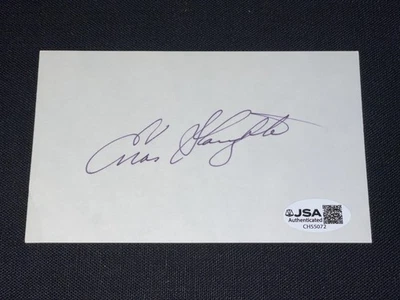 Enos Slaughter
JSA
Authenticated
CH55072